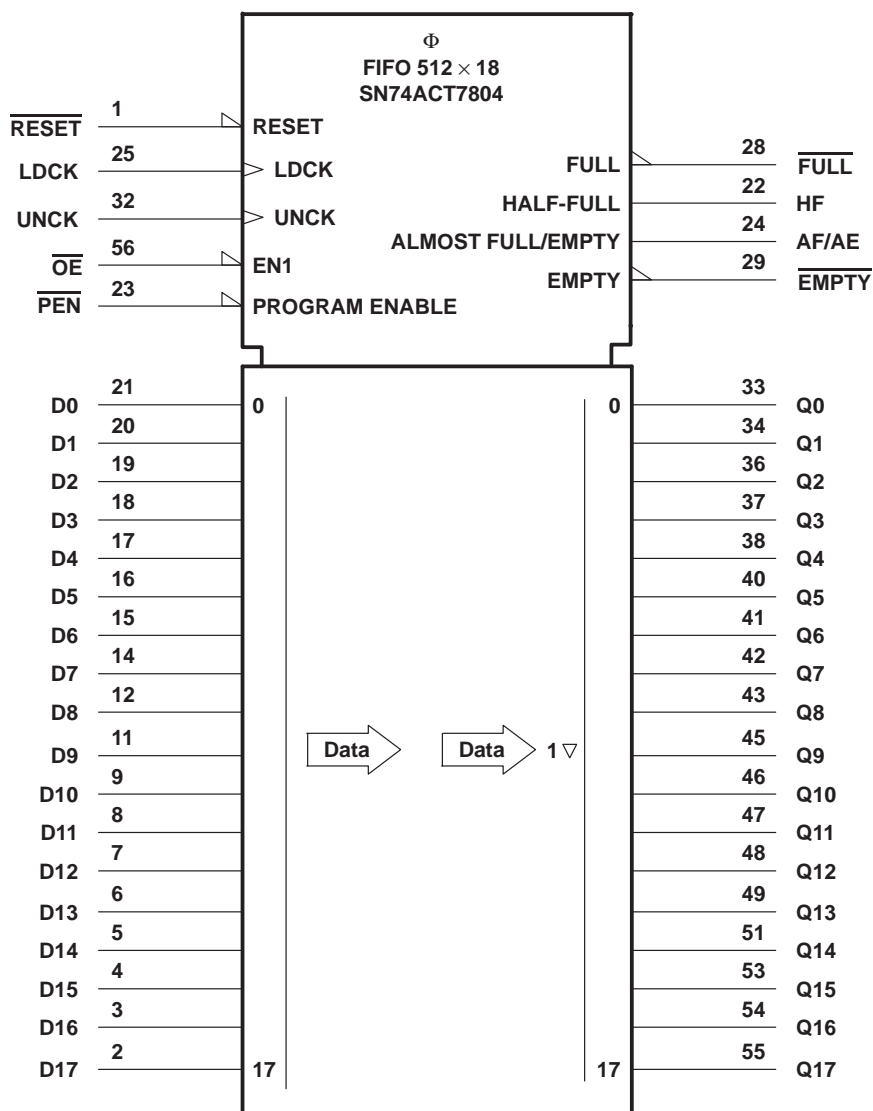 Φ
FIFO 512 × 18
SN74ACT7804
RESET 1 RESET
LDCK 25 LDCK
UNCK 32 UNCK
OE 56 EN1
PEN 23 PROGRAM ENABLE
FULL 28 FULL
HALF-FULL 22 HF
ALMOST FULL/EMPTY 24 AF/AE
EMPTY 29 EMPTY
D0 21 0 0 33 Q0
D1 20 34 Q1
D2 19 36 Q2
D3 18 37 Q3
D4 17 38 Q4
D5 16 40 Q5
D6 15 41 Q6
D7 14 42 Q7
D8 12 43 Q8
D9 11 Data Data 1 ▽ 45 Q9
D10 9 46 Q10
D11 8 47 Q11
D12 7 48 Q12
D13 6 49 Q13
D14 5 51 Q14
D15 4 53 Q15
D16 3 54 Q16
D17 2 17 17 55 Q17